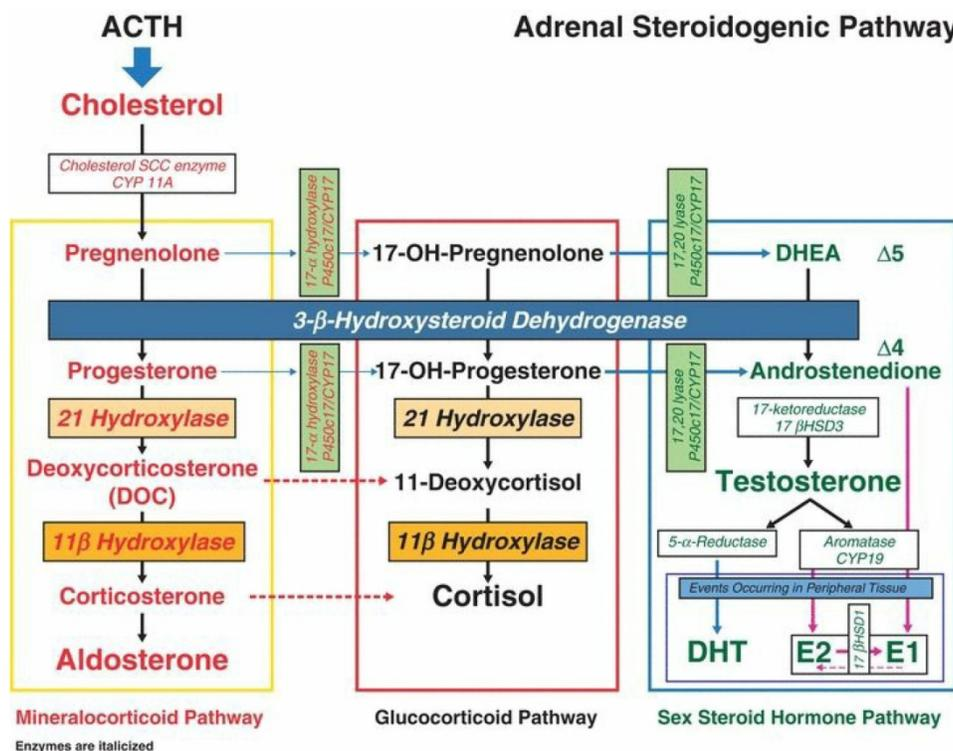 ACTH
Adrenal Steroidogenic Pathway
Cholesterol
Cholesterol SCC enzyme
CYP 11A
17-α hydroxylase
P450c17/CYP17
17,20 lyase
P450c17/CYP17
Pregnenolone
17-OH-Pregnenolone
DHEA
Δ5
3-β-Hydroxysteroid Dehydrogenase
Δ4
Progesterone
17-α hydroxylase
P450c17/CYP17
17-OH-Progesterone
17,20 lyase
P450c17/CYP17
Androstenedione
21 Hydroxylase
21 Hydroxylase
17-ketoreductase
17 βHSD3
Deoxycorticosterone
(DOC)
11-Deoxycortisol
Testosterone
11β Hydroxylase
11β Hydroxylase
5-α-Reductase
Aromatase
CYP19
Events Occurring in Peripheral Tissue
Corticosterone
Cortisol
Aldosterone
DHT
E2
17 βHSD1
E1
Mineralocorticoid Pathway
Glucocorticoid Pathway
Sex Steroid Hormone Pathway
Enzymes are italicized